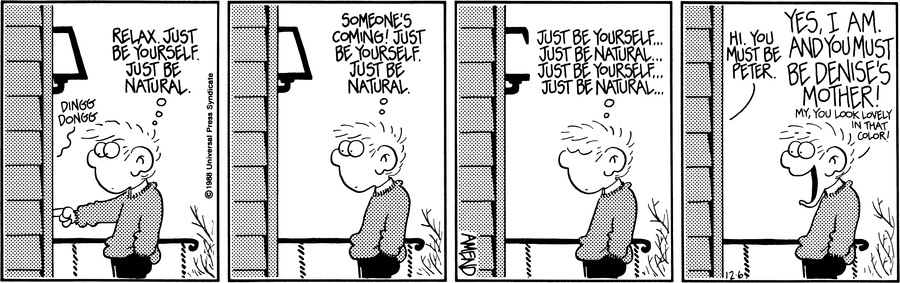 RELAX. JUST
BE YOURSELF.
JUST BE
NATURAL.
DINGG
DONGG
©1988 Universal Press Syndicate
SOMEONE'S
COMING! JUST
BE YOURSELF.
JUST BE
NATURAL.
JUST BE YOURSELF...
JUST BE NATURAL...
JUST BE YOURSELF...
JUST BE NATURAL...
AMEND
HI. YOU
MUST BE
PETER.
YES, I AM.
AND YOU MUST
BE DENISE'S
MOTHER!
MY, YOU LOOK LOVELY
IN THAT
COLOR!
12 6